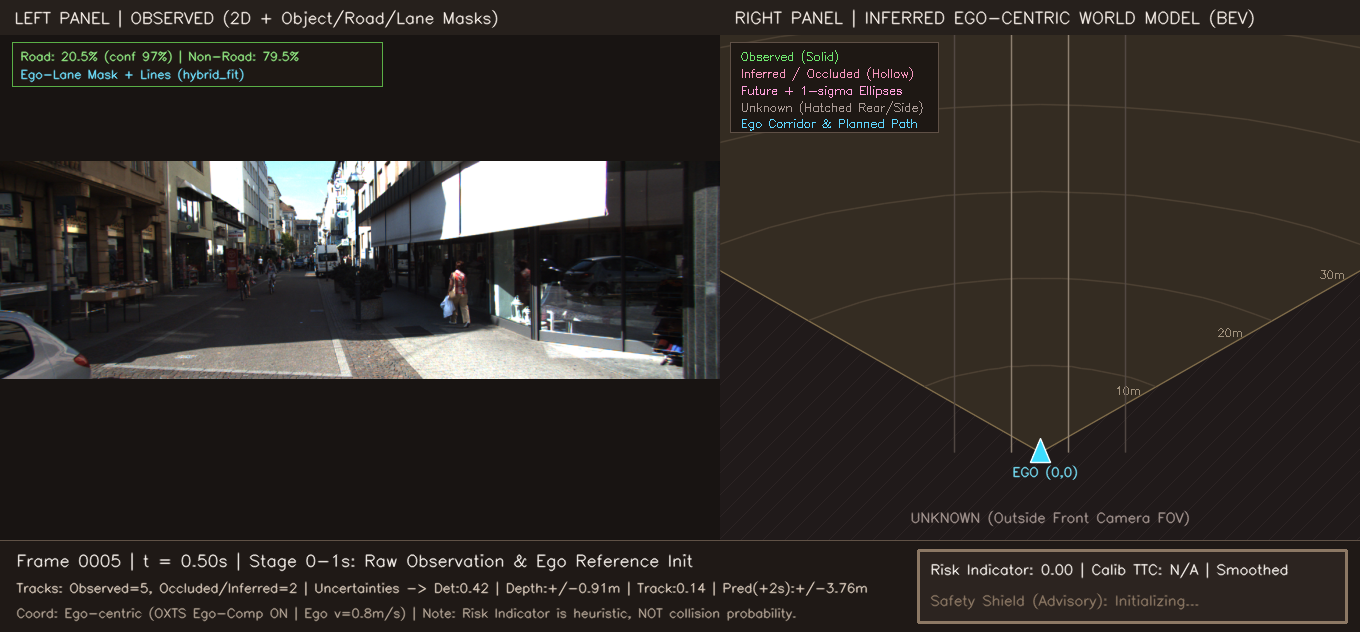 LEFT PANEL | OBSERVED (2D + Object/Road/Lane Masks)
Road: 20.5% (conf 97%) | Non-Road: 79.5%
Ego-Lane Mask + Lines (hybrid_fit)
RIGHT PANEL | INFERRED EGO-CENTRIC WORLD MODEL (BEV)
Observed (Solid)
Inferred / Occluded (Hollow)
Future + 1-sigma Ellipses
Unknown (Hatched Rear/Side)
Ego Corridor & Planned Path
30m
20m
10m
EGO (0,0)
UNKNOWN (Outside Front Camera FOV)
Frame 0005 | t = 0.50s | Stage 0-1s: Raw Observation & Ego Reference Init
Tracks: Observed=5, Occluded/Inferred=2 | Uncertainties -> Det:0.42 | Depth:+/-0.91m | Track:0.14 | Pred(+2s):+/-3.76m
Coord: Ego-centric (OXTS Ego-Comp ON | Ego v=0.8m/s) | Note: Risk Indicator is heuristic, NOT collision probability.
Risk Indicator: 0.00 | Calib TTC: N/A | Smoothed
Safety Shield (Advisory): Initializing...